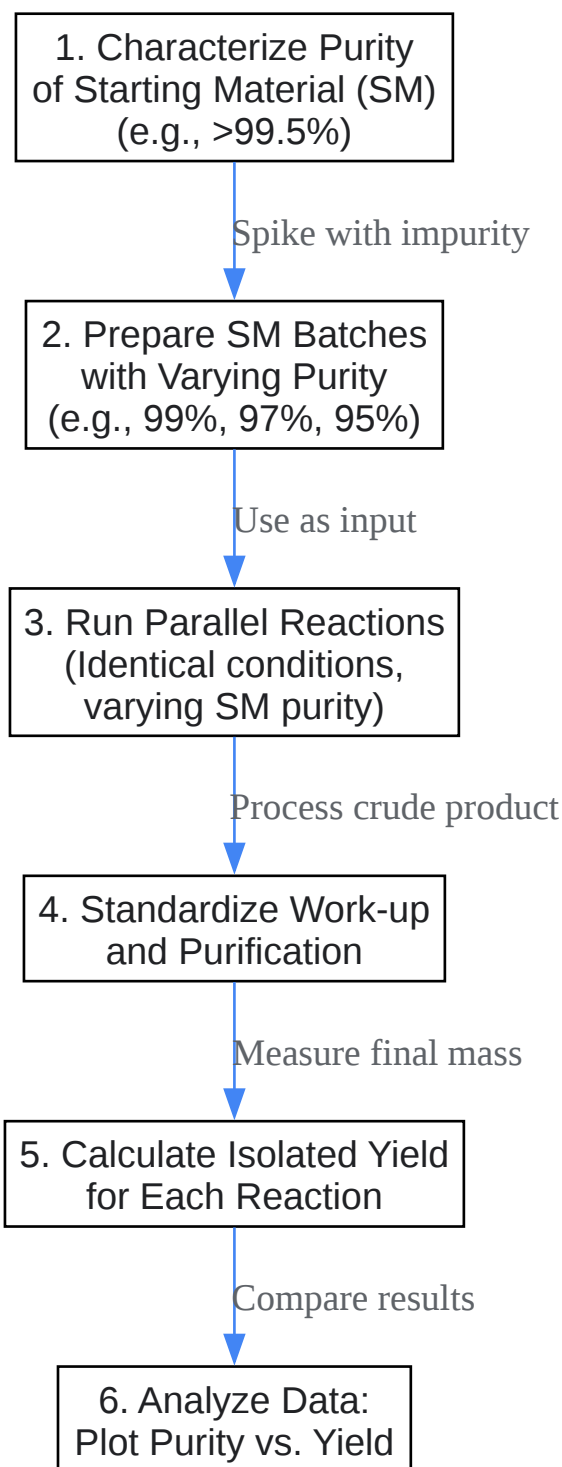 1. Characterize Purity
of Starting Material (SM)
(e.g., >99.5%)
Spike with impurity
2. Prepare SM Batches
with Varying Purity
(e.g., 99%, 97%, 95%)
Use as input
3. Run Parallel Reactions
(Identical conditions,
varying SM purity)
Process crude product
4. Standardize Work-up
and Purification
Measure final mass
5. Calculate Isolated Yield
for Each Reaction
Compare results
6. Analyze Data:
Plot Purity vs. Yield